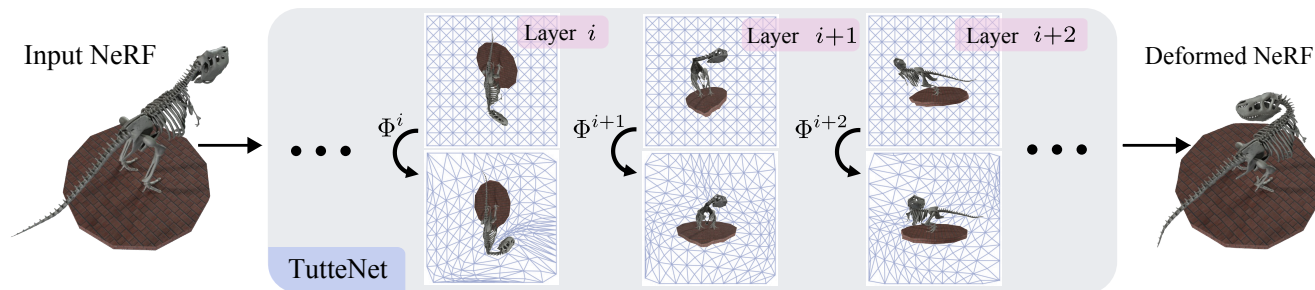 Input NeRF
Layer i
Layer i+1
Layer i+2
Deformed NeRF
Φ^i
Φ^{i+1}
Φ^{i+2}
TutteNet